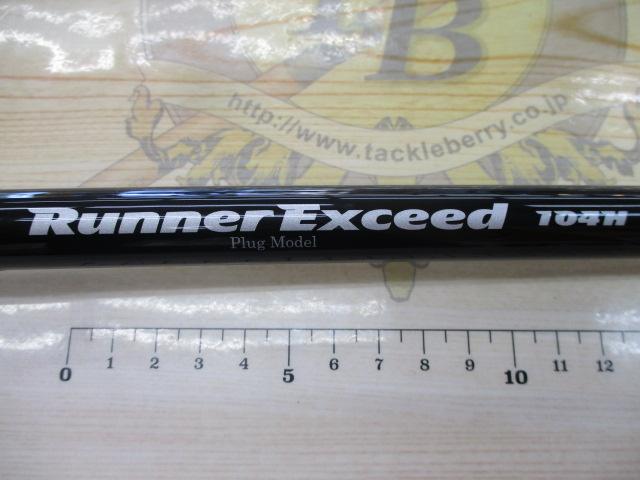 B
http://www.tackleberry.co.jp
Runner Exceed 104H
Plug Model
0 1 2 3 4 5 6 7 8 9 10 11 12